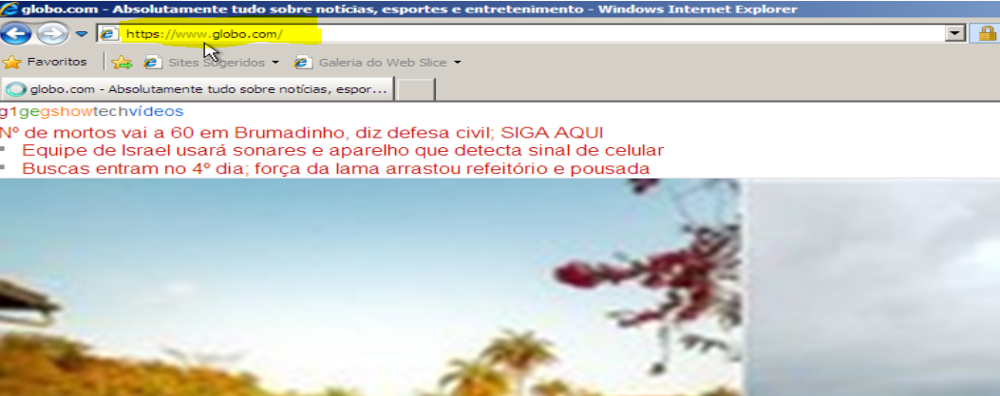 globo.com - Absolutamente tudo sobre notícias, esportes e entretenimento - Windows Internet Explorer
https://www.globo.com/
Favoritos Sites Sugeridos Galeria do Web Slice
globo.com - Absolutamente tudo sobre notícias, espor...
g1gegshowtechvídeos
Nº de mortos vai a 60 em Brumadinho, diz defesa civil; SIGA AQUI
Equipe de Israel usará sonares e aparelho que detecta sinal de celular
Buscas entram no 4º dia; força da lama arrastou refeitório e pousada